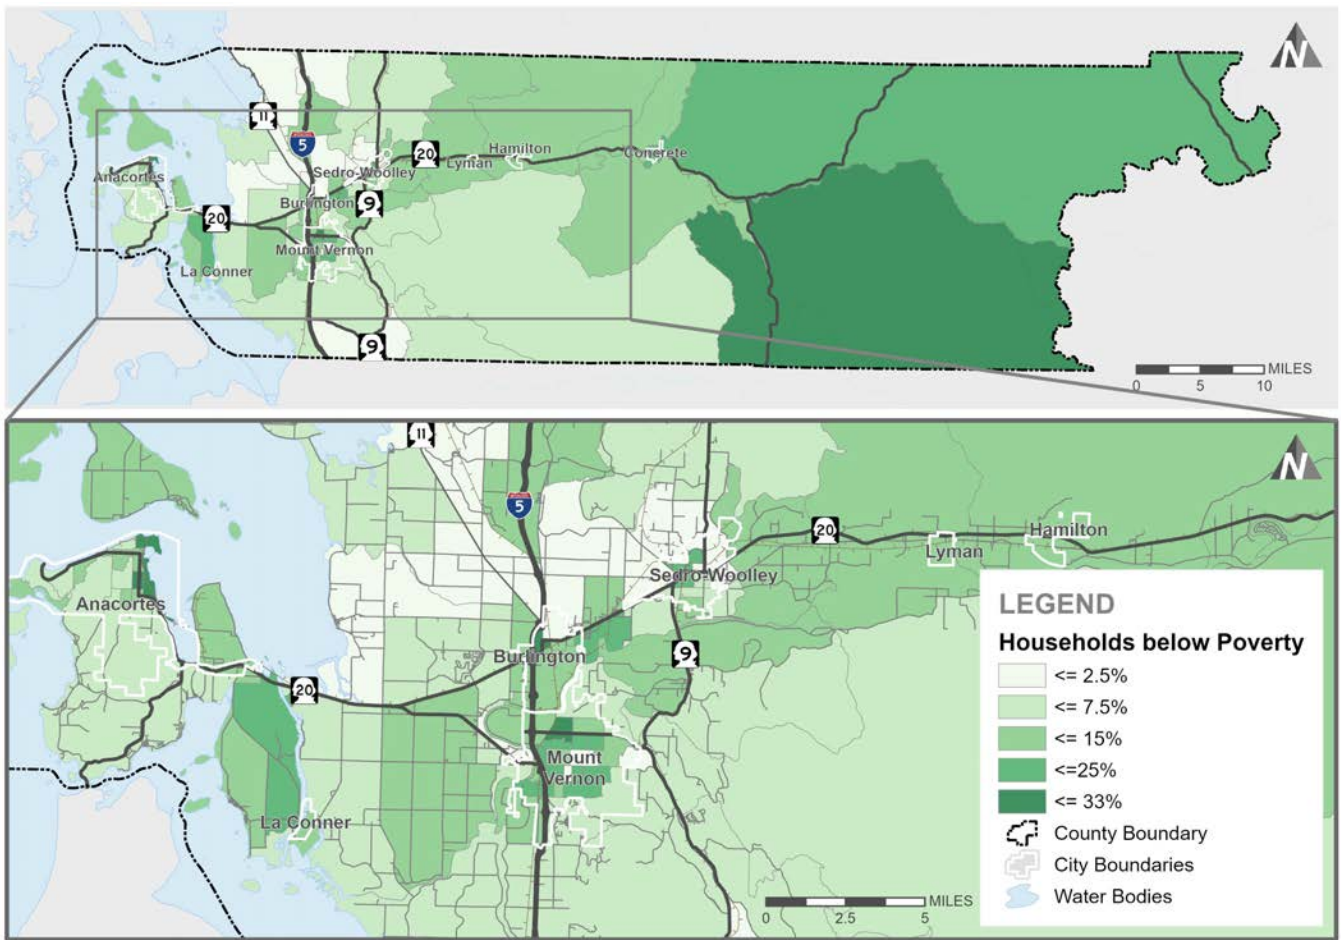 N
11
5
20
Hamilton
Lyman
Concrete
Anacortes
Sedro-Woolley
Burlington
9
20
Mount Vernon
La Conner
9
MILES
0 5 10
11
N
5
20
Hamilton
Lyman
Sedro-Woolley
Anacortes
Burlington
9
20
Mount
Vernon
La Conner
MILES
0 2.5 5
LEGEND
Households below Poverty
<= 2.5%
<= 7.5%
<= 15%
<=25%
<= 33%
County Boundary
City Boundaries
Water Bodies